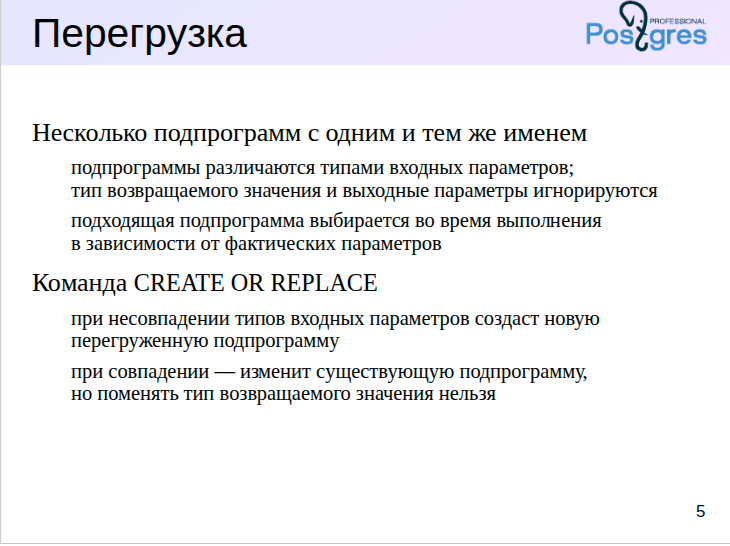 Перегрузка
PROFESSIONAL
Postgres
Несколько подпрограмм с одним и тем же именем
подпрограммы различаются типами входных параметров;
тип возвращаемого значения и выходные параметры игнорируются
подходящая подпрограмма выбирается во время выполнения
в зависимости от фактических параметров
Команда CREATE OR REPLACE
при несовпадении типов входных параметров создаст новую
перегруженную подпрограмму
при совпадении — изменит существующую подпрограмму,
но поменять тип возвращаемого значения нельзя
5